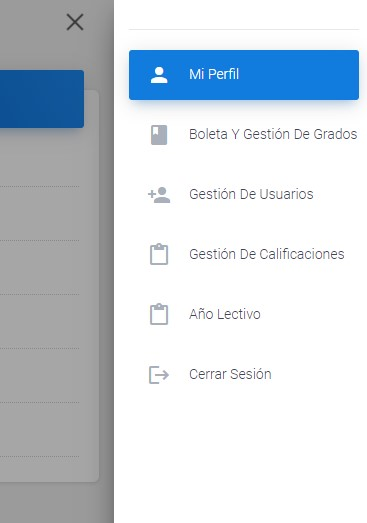 Mi Perfil
Boleta Y Gestión De Grados
Gestión De Usuarios
Gestión De Calificaciones
Año Lectivo
Cerrar Sesión